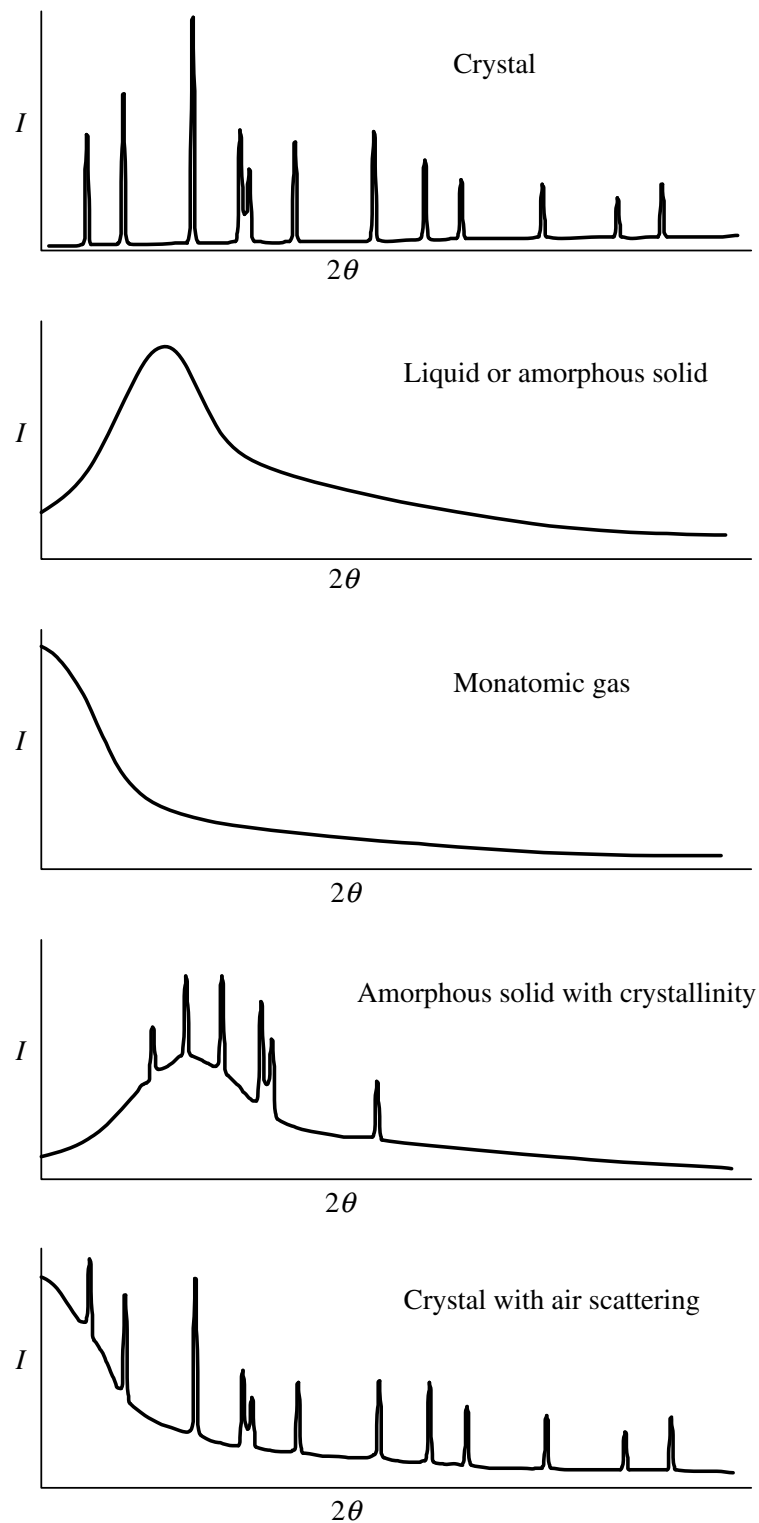 Crystal
I
2θ
Liquid or amorphous solid
I
2θ
Monatomic gas
I
2θ
Amorphous solid with crystallinity
I
2θ
Crystal with air scattering
I
2θ